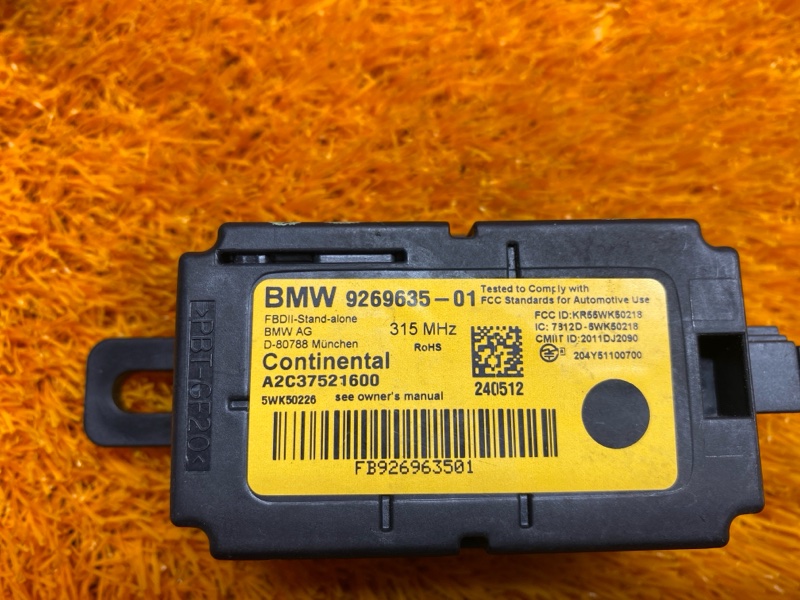 BMW 9269635-01
Tested to Comply with
FCC Standards for Automotive Use
FBDII-Stand-alone
BMW AG
D-80788 München
315 MHz
RoHS
FCC ID:KR55WK50218
IC: 7812D-5WK50218
CMIIT ID:2011DJ2090
204Y51100700
Continental
A2C37521600
240512
5WK50226
see owner's manual
FB926963501
>PBT-GF20<